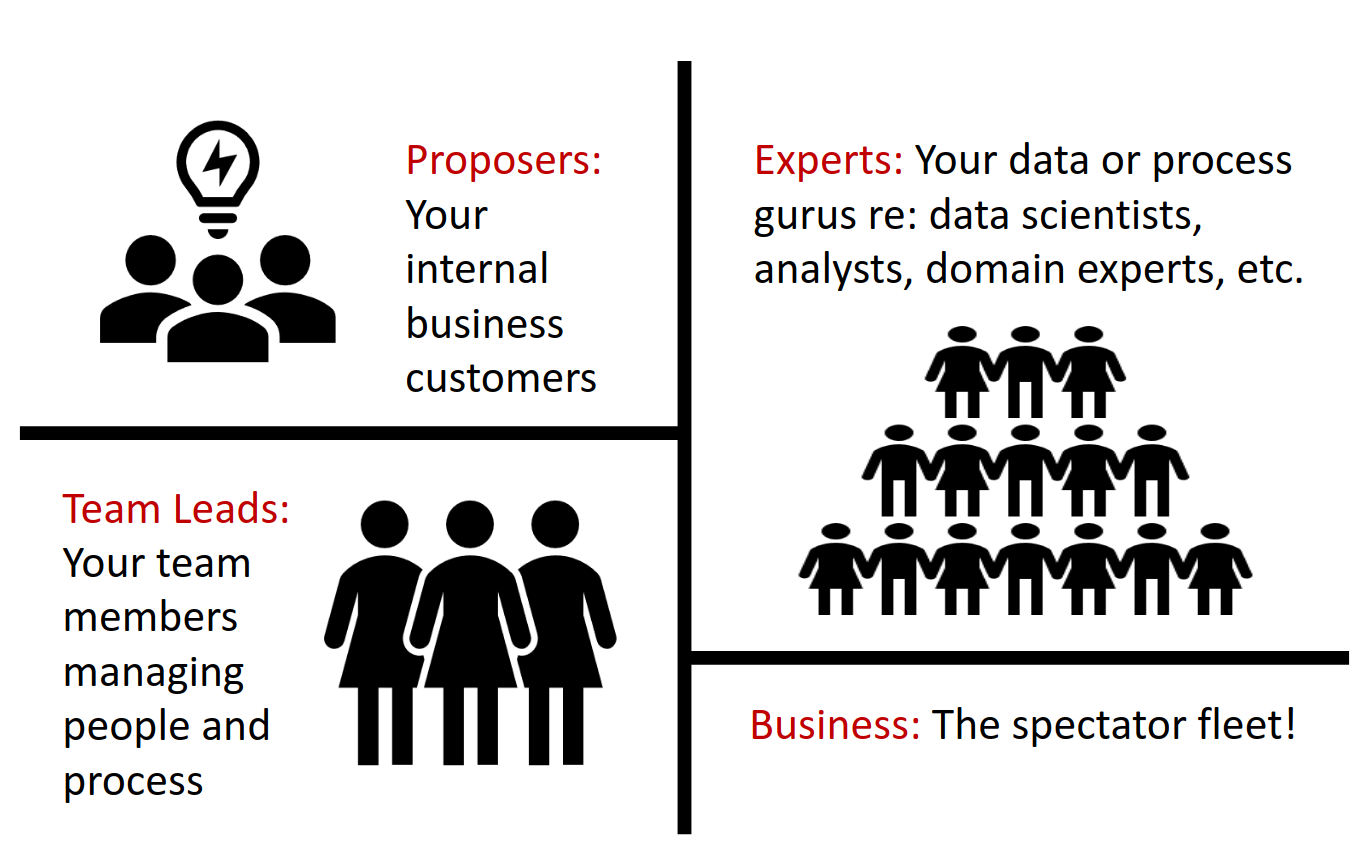 Proposers:
Your
internal
business
customers
Experts: Your data or process
gurus re: data scientists,
analysts, domain experts, etc.
Team Leads:
Your team
members
managing
people and
process
Business: The spectator fleet!